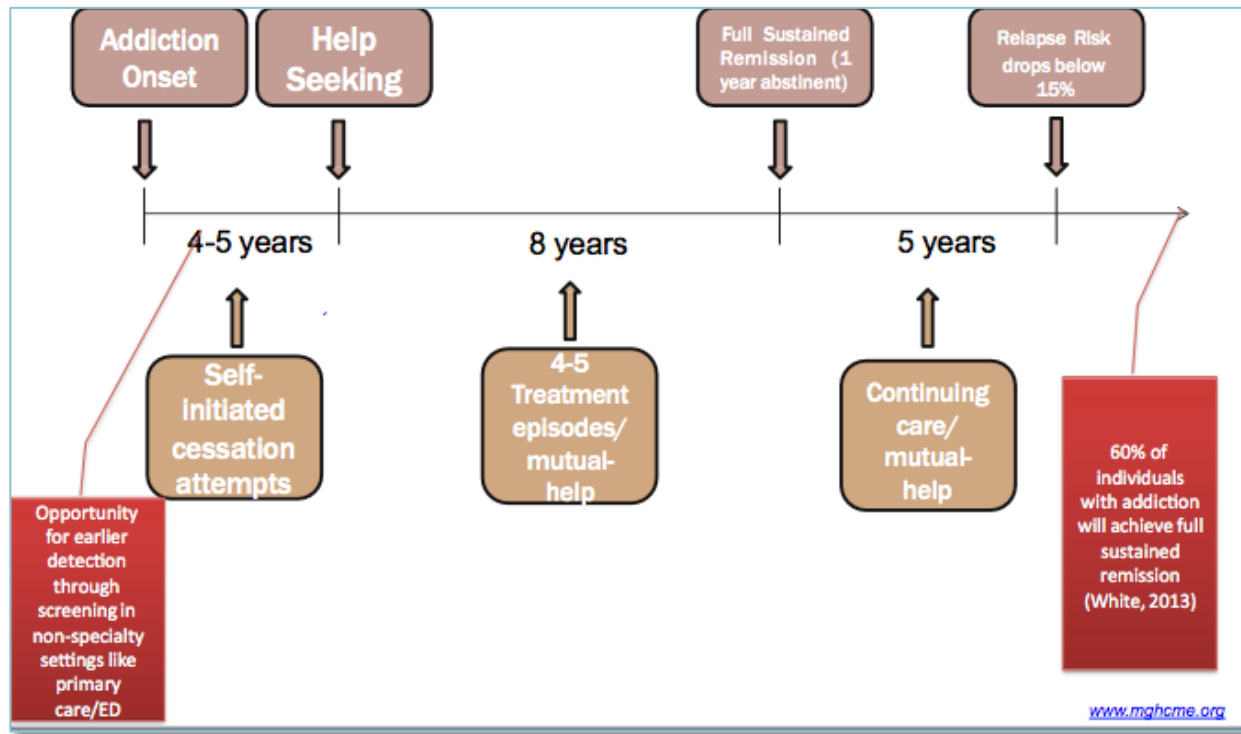 Addiction
Onset
Help
Seeking
Full Sustained
Remission (1
year abstinent)
Relapse Risk
drops below
15%
4-5 years
8 years
5 years
Self-
initiated
cessation
attempts
4-5
Treatment
episodes/
mutual-
help
Continuing
care/
mutual-
help
Opportunity
for earlier
detection
through
screening in
non-specialty
settings like
primary
care/ED
60% of
individuals
with addiction
will achieve full
sustained
remission
(White, 2013)
www.mghcme.org